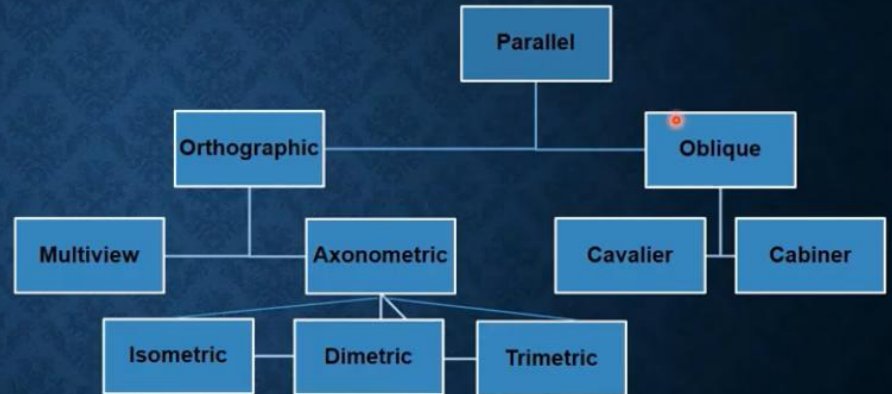 Parallel
Orthographic
Oblique
Multiview
Axonometric
Cavalier
Cabiner
Isometric
Dimetric
Trimetric